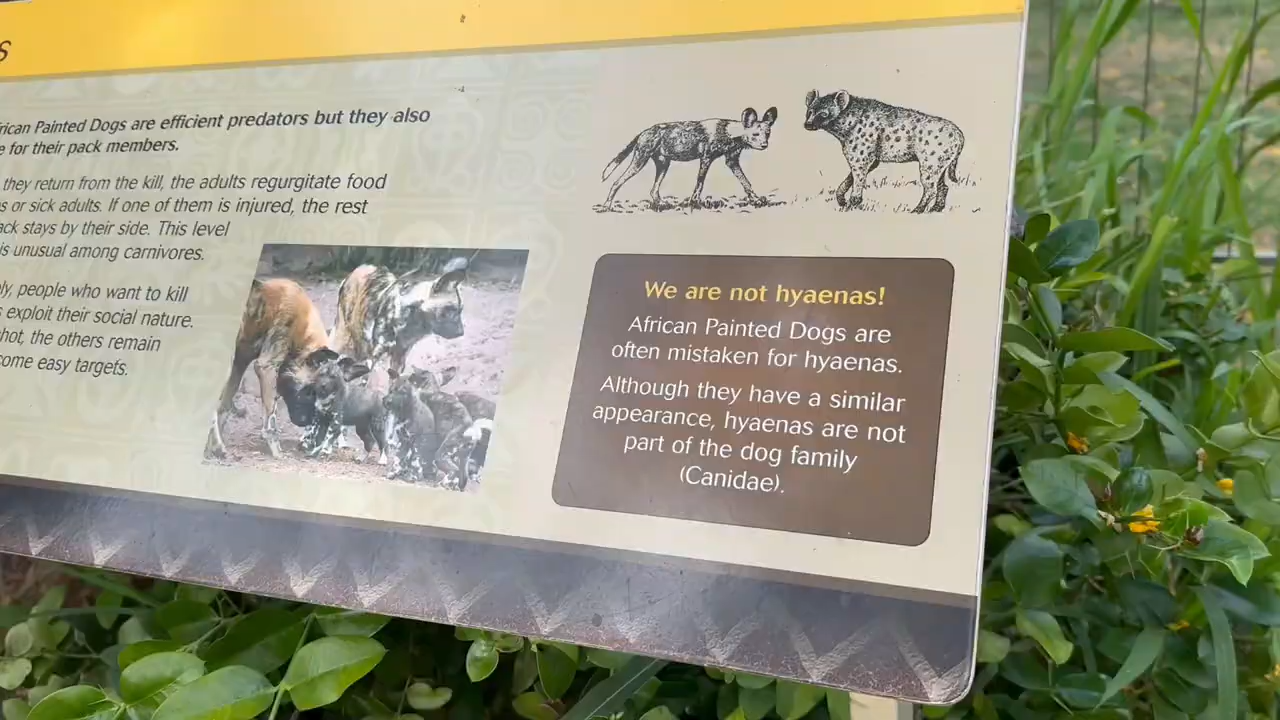 s
rican Painted Dogs are efficient predators but they also
e for their pack members.
they return from the kill, the adults regurgitate food
s or sick adults. If one of them is injured, the rest
ack stays by their side. This level
is unusual among carnivores.
ly, people who want to kill
s exploit their social nature.
hot, the others remain
come easy targets.
We are not hyaenas!
African Painted Dogs are
often mistaken for hyaenas.
Although they have a similar
appearance, hyaenas are not
part of the dog family
(Canidae).